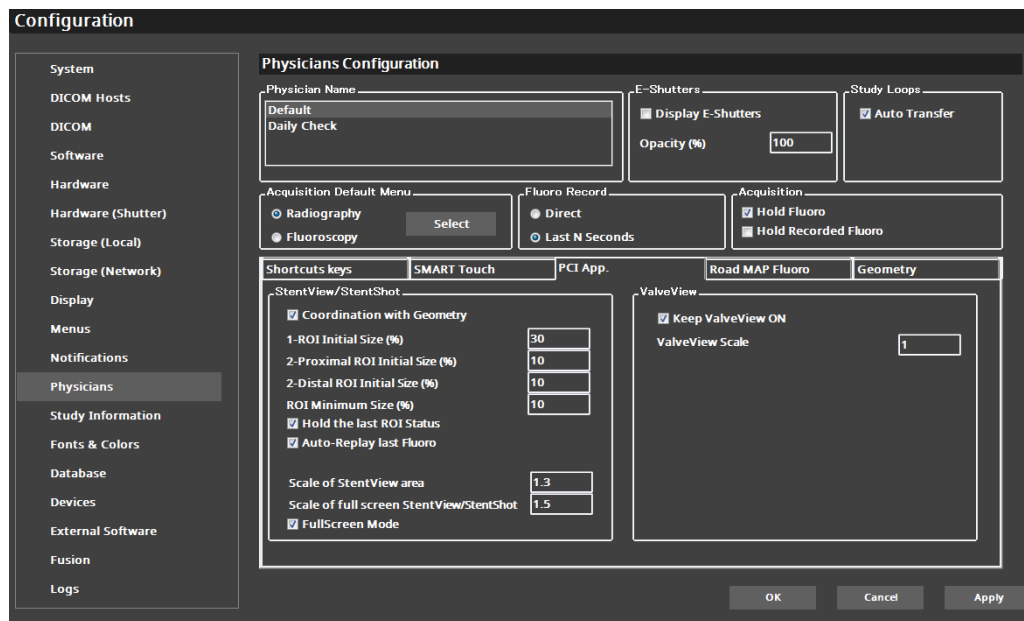 Configuration
System
DICOM Hosts
DICOM
Software
Hardware
Hardware (Shutter)
Storage (Local)
Storage (Network)
Display
Menus
Notifications
Physicians
Study Information
Fonts & Colors
Database
Devices
External Software
Fusion
Logs
Physicians Configuration
Physician Name
Default
Daily Check
E-Shutters
Display E-Shutters
Opacity (%) 100
Study Loops
Auto Transfer
Acquisition Default Menu
Radiography
Fluoroscopy
Select
Fluoro Record
Direct
Last N Seconds
Acquisition
Hold Fluoro
Hold Recorded Fluoro
Shortcuts keys SMART Touch PCI App. Road MAP Fluoro Geometry
StentView/StentShot
Coordination with Geometry
1-ROI Initial Size (%) 30
2-Proximal ROI Initial Size (%) 10
2-Distal ROI Initial Size (%) 10
ROI Minimum Size (%) 10
Hold the last ROI Status
Auto-Replay last Fluoro
Scale of StentView area 1.3
Scale of full screen StentView/StentShot 1.5
FullScreen Mode
ValveView
Keep ValveView ON
ValveView Scale 1
OK Cancel Apply